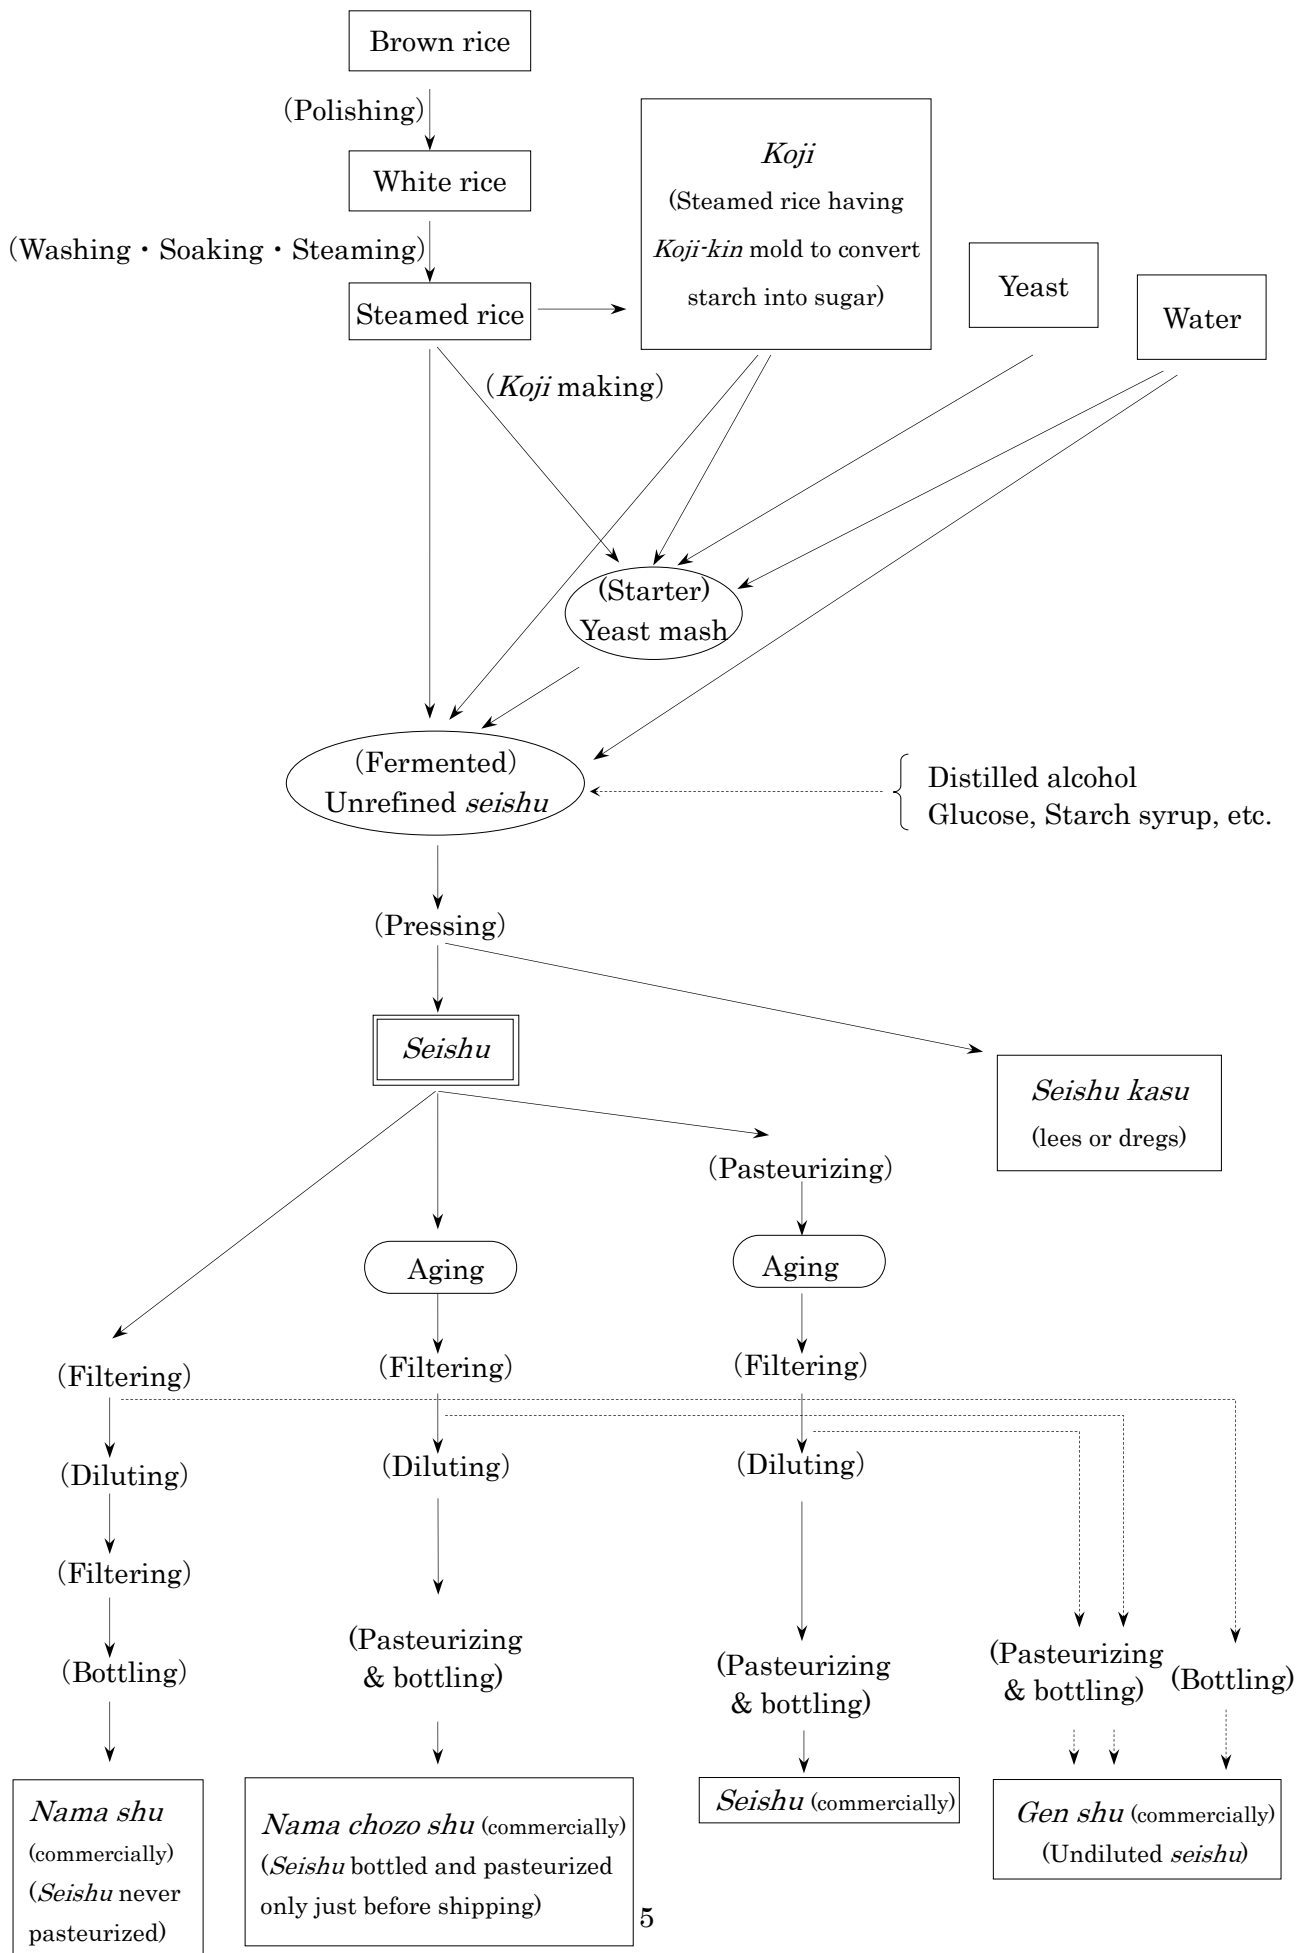 Brown rice
(Polishing)
White rice
(Washing・Soaking・Steaming)
Steamed rice
Koji
(Steamed rice having
Koji-kin mold to convert
starch into sugar)
Yeast
Water
(Koji making)
(Starter)
Yeast mash
(Fermented)
Unrefined seishu
Distilled alcohol
Glucose, Starch syrup, etc.
(Pressing)
Seishu
Seishu kasu
(lees or dregs)
(Pasteurizing)
Aging
Aging
(Filtering)
(Filtering)
(Filtering)
(Diluting)
(Diluting)
(Diluting)
(Filtering)
(Bottling)
(Pasteurizing
& bottling)
(Pasteurizing
& bottling)
(Pasteurizing
& bottling)
(Bottling)
Nama shu
(commercially)
(Seishu never
pasteurized)
Nama chozo shu (commercially)
(Seishu bottled and pasteurized
only just before shipping)
Seishu (commercially)
Gen shu (commercially)
(Undiluted seishu)
5